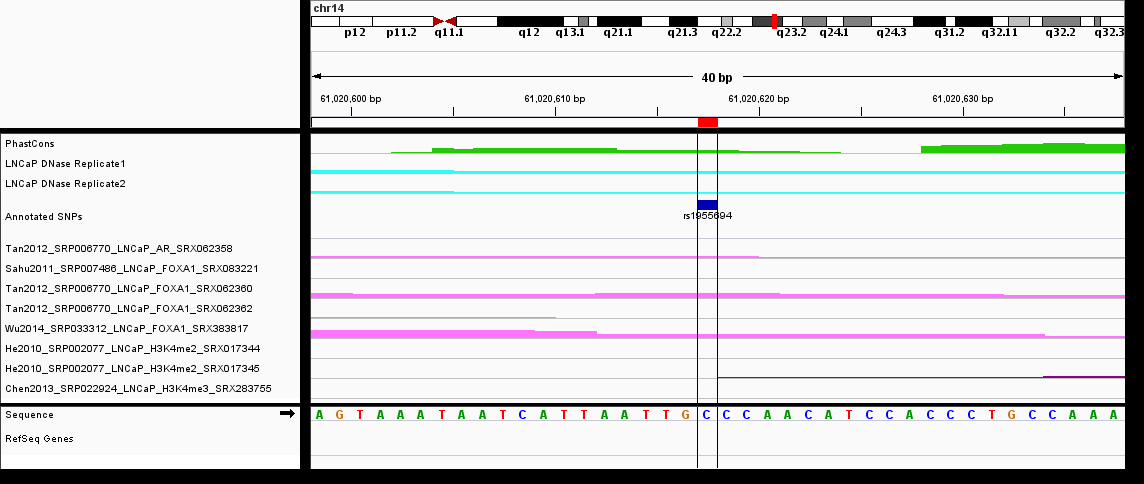 chr14
p12 p11.2 q11.1 q12 q13.1 q21.1 q21.3 q22.2 q23.2 q24.1 q24.3 q31.2 q32.11 q32.2 q32.3
40 bp
61,020,600 bp 61,020,610 bp 61,020,620 bp 61,020,630 bp
PhastCons
LNCaP DNase Replicate1
LNCaP DNase Replicate2
Annotated SNPs
rs1955694
Tan2012_SRP006770_LNCaP_AR_SRX062358
Sahu2011_SRP007486_LNCaP_FOXA1_SRX083221
Tan2012_SRP006770_LNCaP_FOXA1_SRX062360
Tan2012_SRP006770_LNCaP_FOXA1_SRX062362
Wu2014_SRP033312_LNCaP_FOXA1_SRX383817
He2010_SRP002077_LNCaP_H3K4me2_SRX017344
He2010_SRP002077_LNCaP_H3K4me2_SRX017345
Chen2013_SRP022924_LNCaP_H3K4me3_SRX283755
Sequence A G T A A A T A A T C A T T A A T T G C C C A A C A T C C A C C C T G C C A A A
RefSeq Genes